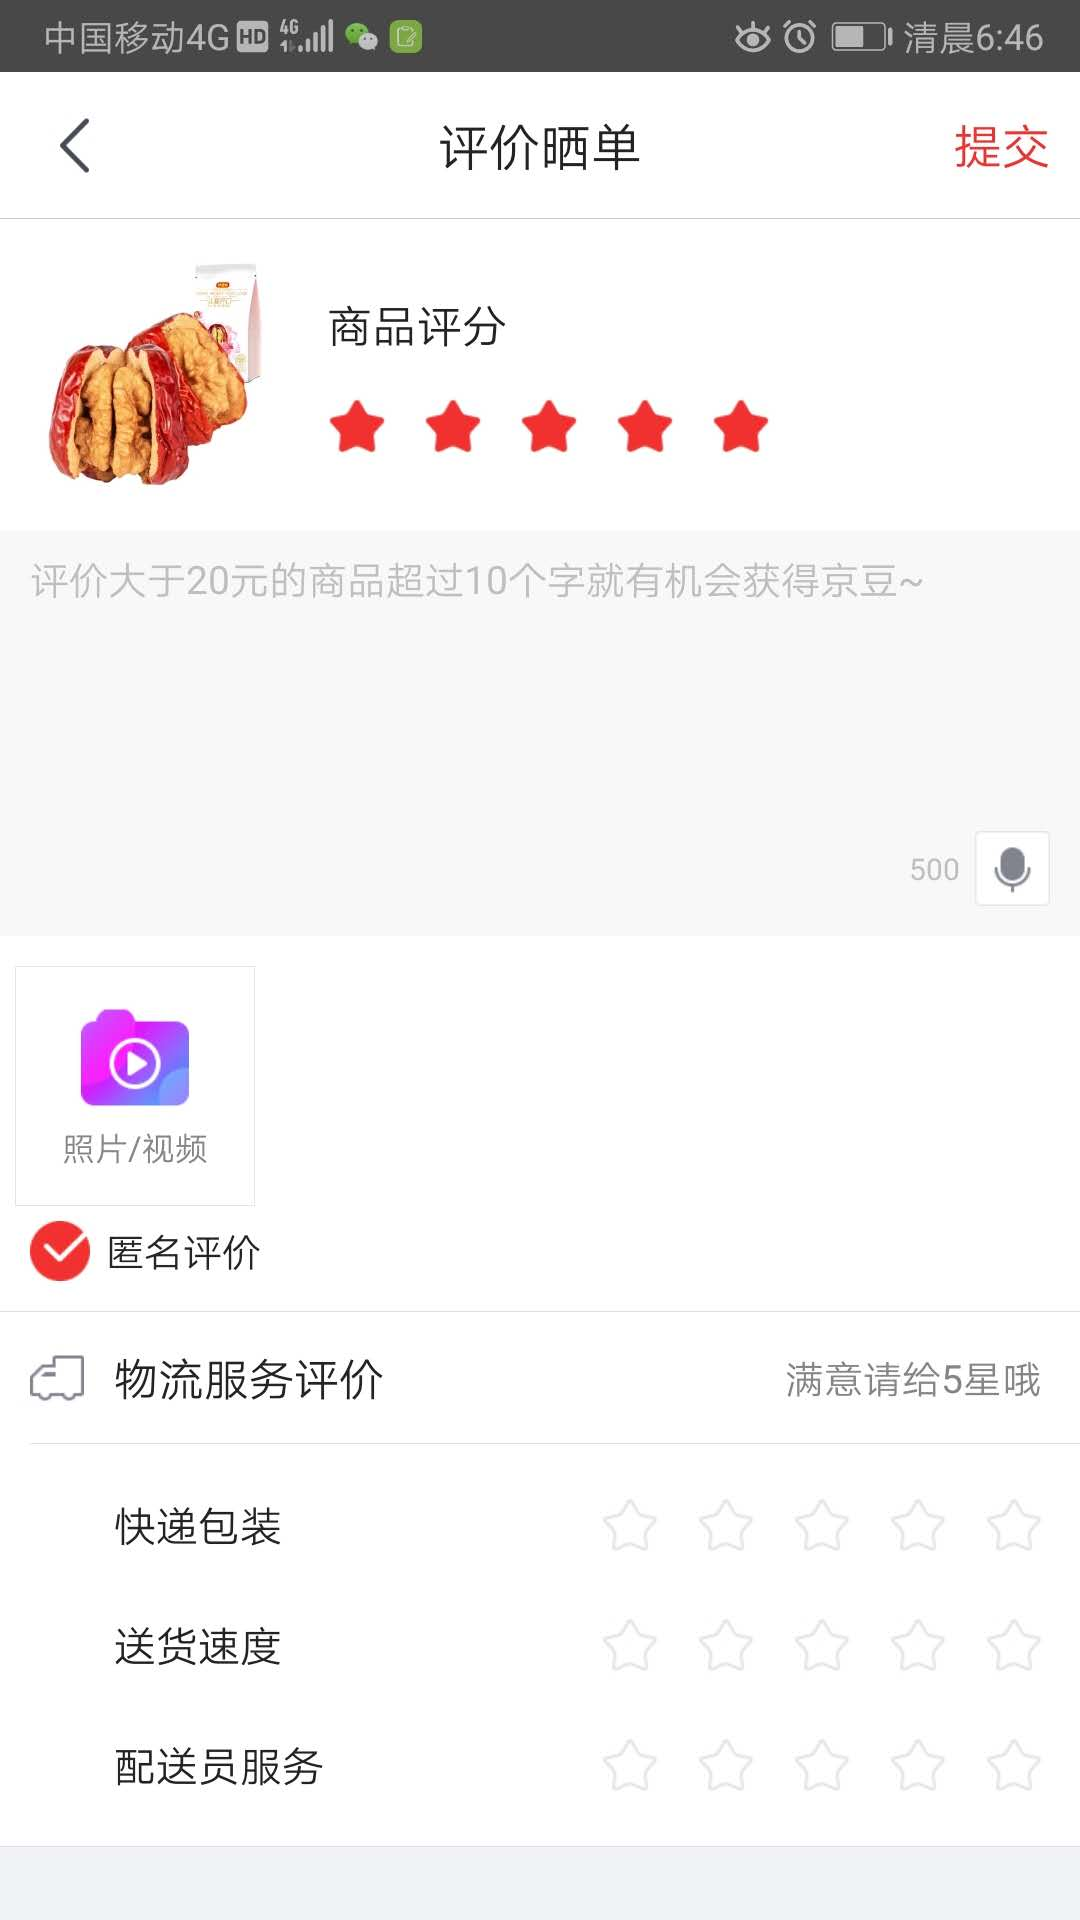 中国移动4G HD 4G 1 清晨6:46
评价晒单 提交
商品评分
评价大于20元的商品超过10个字就有机会获得京豆~
500
照片/视频
匿名评价
物流服务评价 满意请给5星哦
快递包装
送货速度
配送员服务